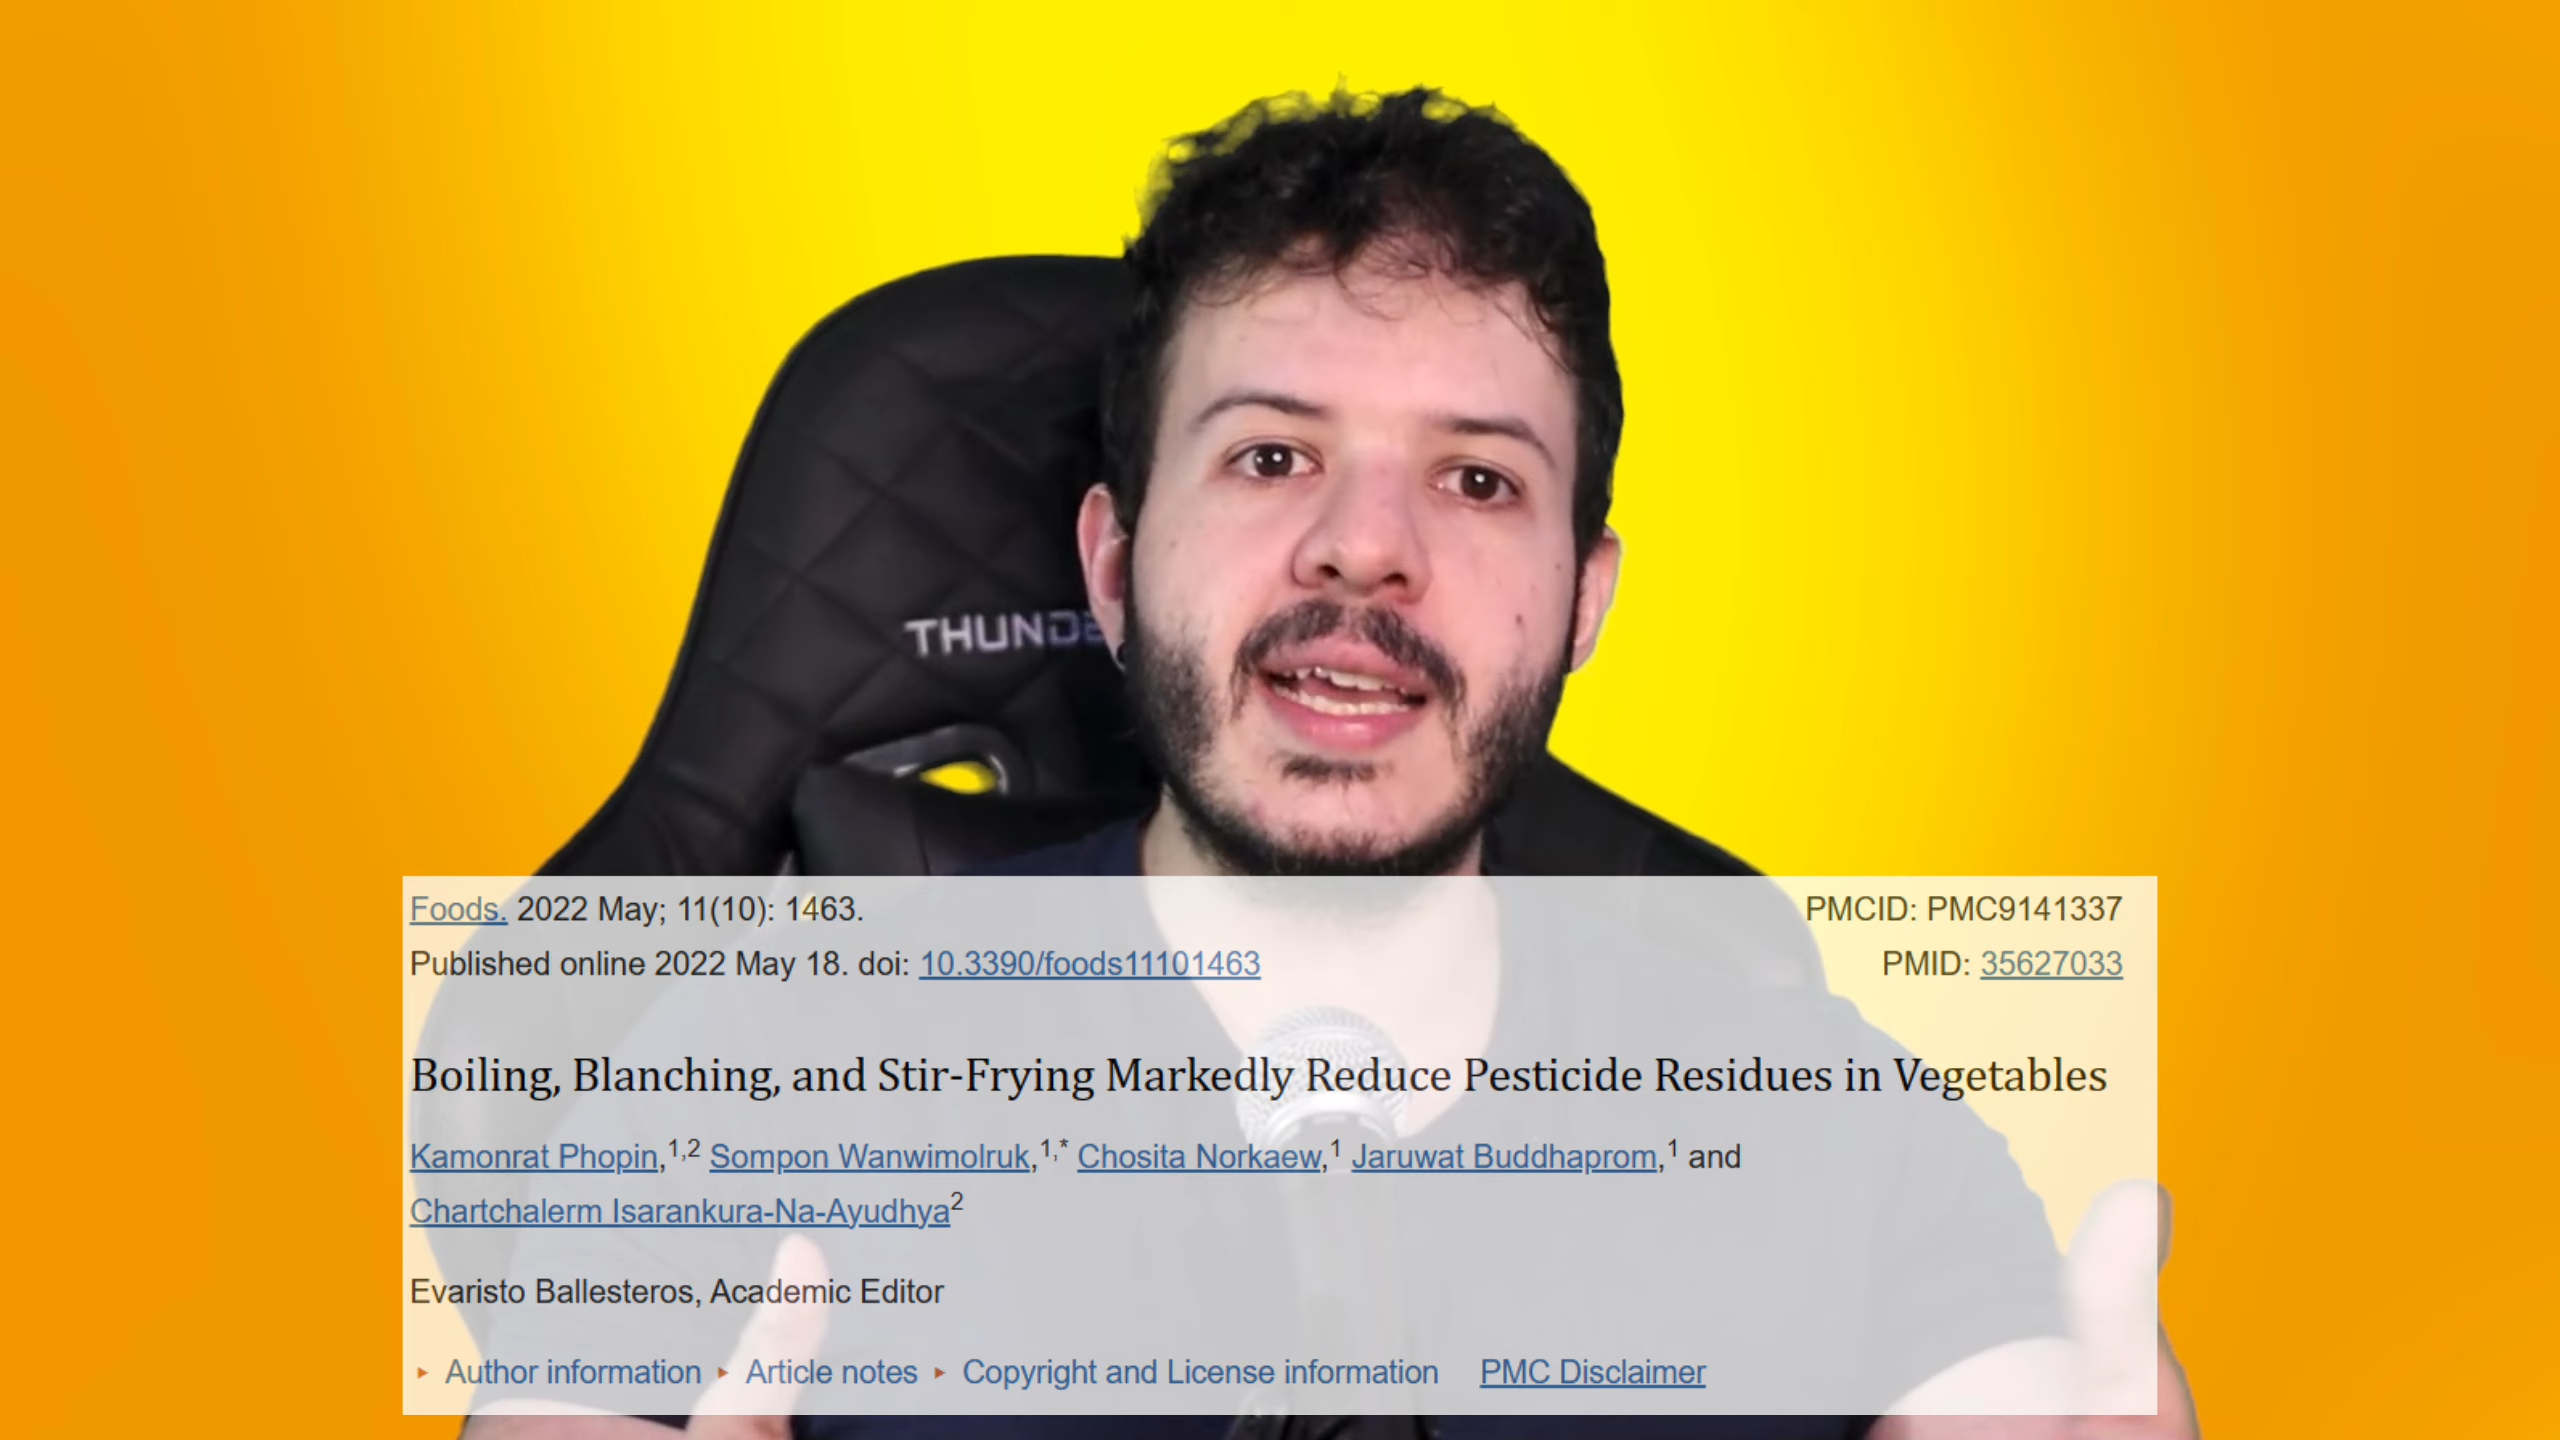 THUNDE
Foods. 2022 May; 11(10): 1463.
PMCID: PMC9141337
Published online 2022 May 18. doi: 10.3390/foods11101463
PMID: 35627033
Boiling, Blanching, and Stir-Frying Markedly Reduce Pesticide Residues in Vegetables
Kamonrat Phopin,1,2 Sompon Wanwimolruk,1,* Chosita Norkaew,1 Jaruwat Buddhaprom,1 and
Chartchalerm Isarankura-Na-Ayudhya2
Evaristo Ballesteros, Academic Editor
▸ Author information ▸ Article notes ▸ Copyright and License information PMC Disclaimer